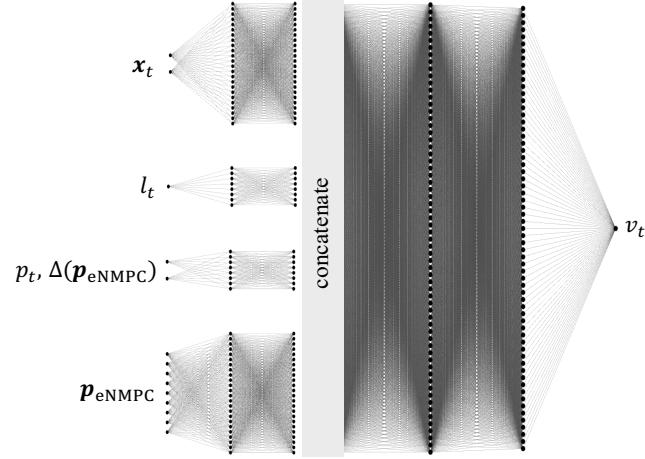 x_t
l_t
p_t, Δ(p_eNMPC)
p_eNMPC
concatenate
v_t